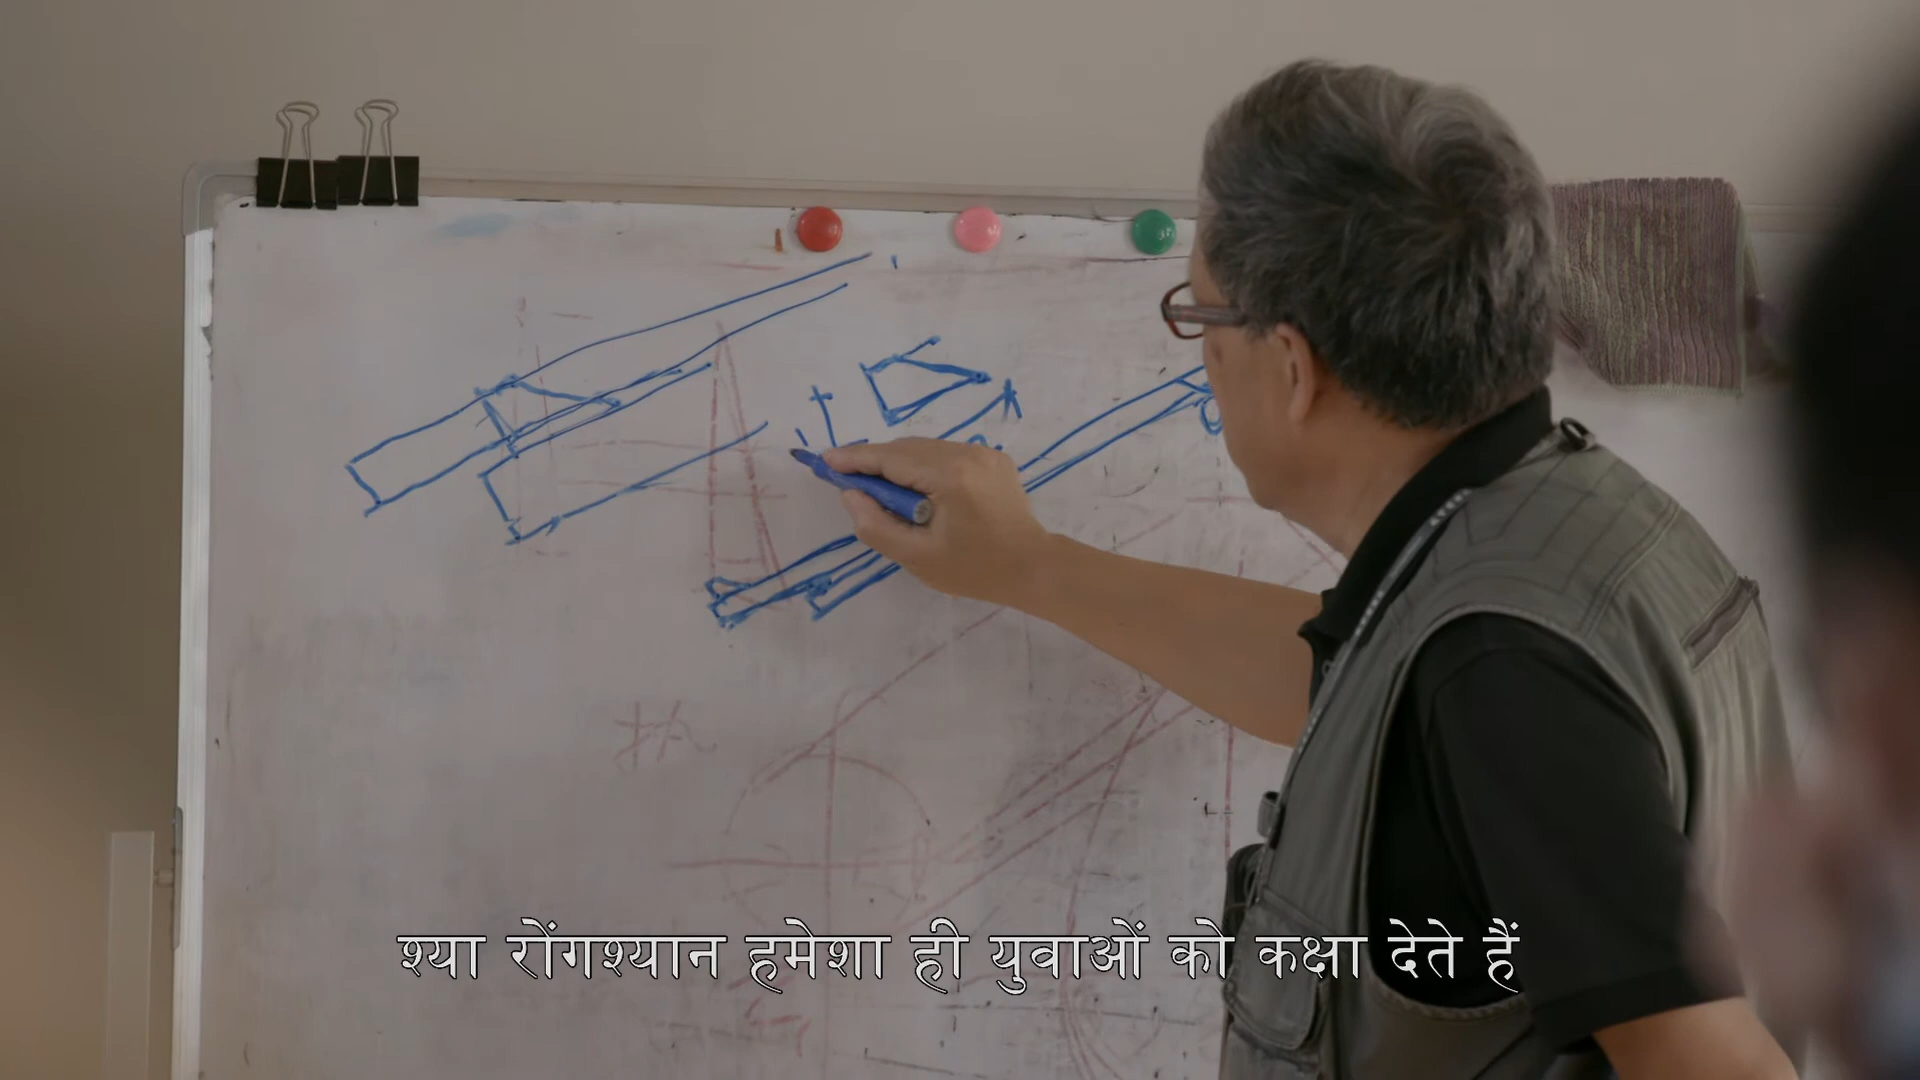 श्या रोंगश्यान हमेशा ही युवाओं को कक्षा देते हैं